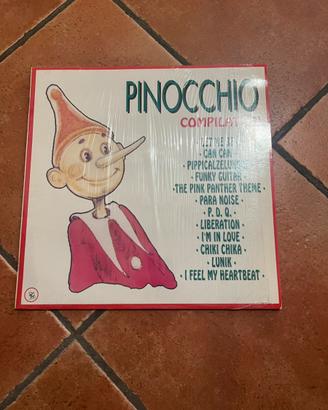 PINOCCHIO
COMPILATION
· CAN CAN ·
· PIPPICALZELUNGHE ·
· FUNKY GUITAR ·
· THE PINK PANTHER THEME ·
· PARA NOISE ·
· P. D. Q. ·
· LIBERATION ·
· I'M IN LOVE ·
· CHIKI CHIKA ·
· LUNIK ·
· I FEEL MY HEARTBEAT ·